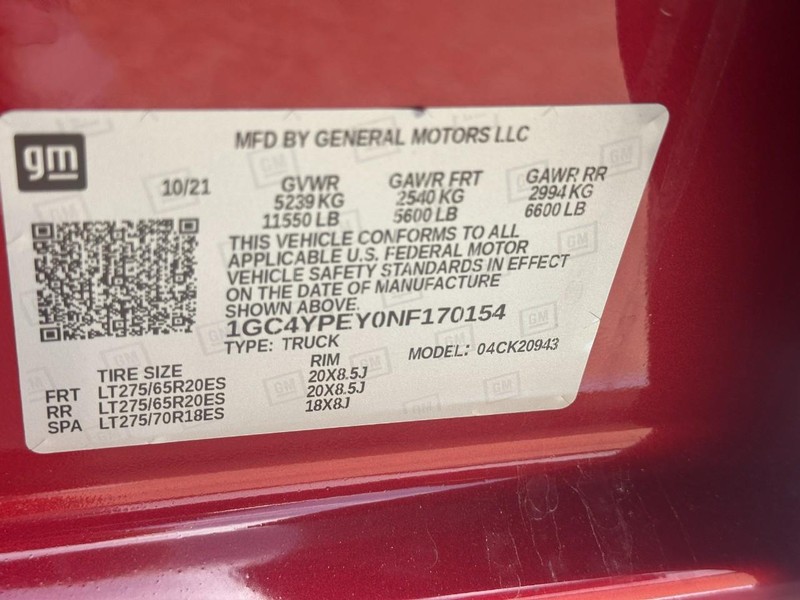 gm
MFD BY GENERAL MOTORS LLC
10/21 GVWR GAWR FRT GAWR RR
5239 KG 2540 KG 2994 KG
11550 LB 5600 LB 6600 LB
THIS VEHICLE CONFORMS TO ALL
APPLICABLE U.S. FEDERAL MOTOR
VEHICLE SAFETY STANDARDS IN EFFECT
ON THE DATE OF MANUFACTURE
SHOWN ABOVE.
1GC4YPEY0NF170154
TYPE: TRUCK MODEL: 04CK20943
TIRE SIZE RIM
FRT LT275/65R20ES 20X8.5J
RR LT275/65R20ES 20X8.5J
SPA LT275/70R18ES 18X8J